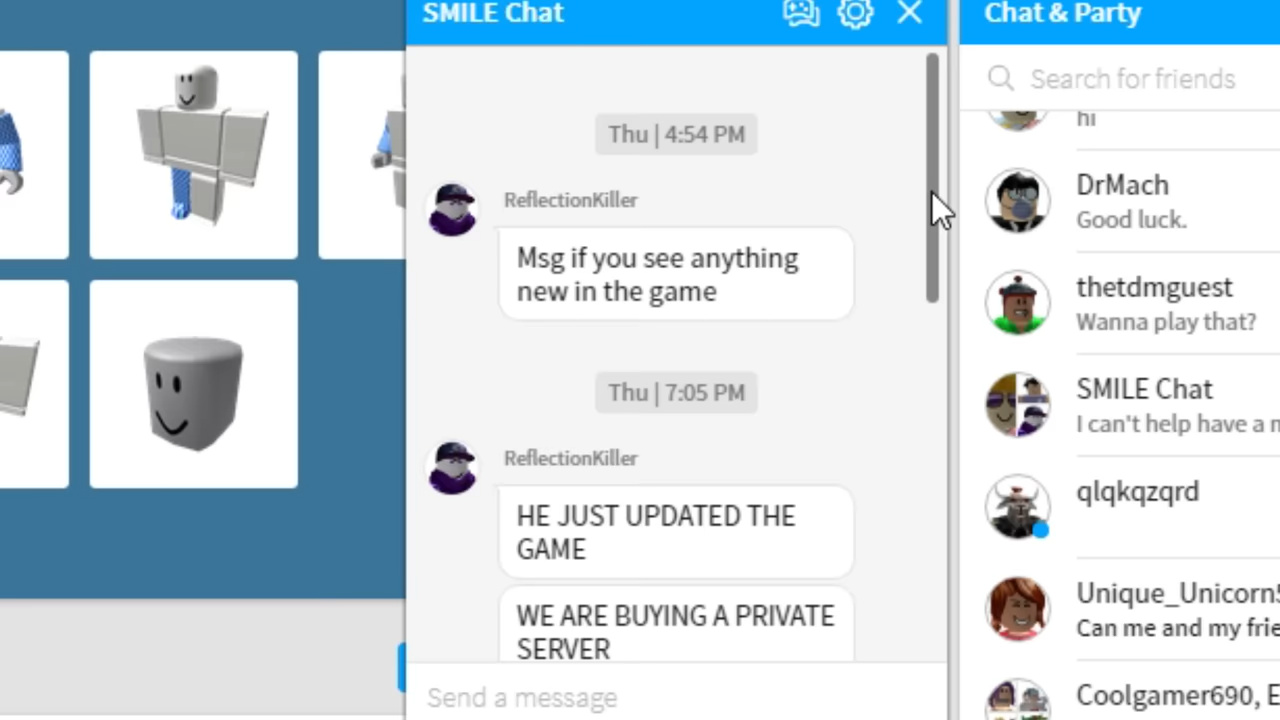 SMILE Chat
Thu | 4:54 PM
ReflectionKiller
Msg if you see anything
new in the game
Thu | 7:05 PM
ReflectionKiller
HE JUST UPDATED THE
GAME
WE ARE BUYING A PRIVATE
SERVER
Send a message
Chat & Party
Search for friends
hi
DrMach
Good luck.
thetdmguest
Wanna play that?
SMILE Chat
I can't help have a
qlqkqzqrd
Unique_Unicorn
Can me and my
Coolgamer690,